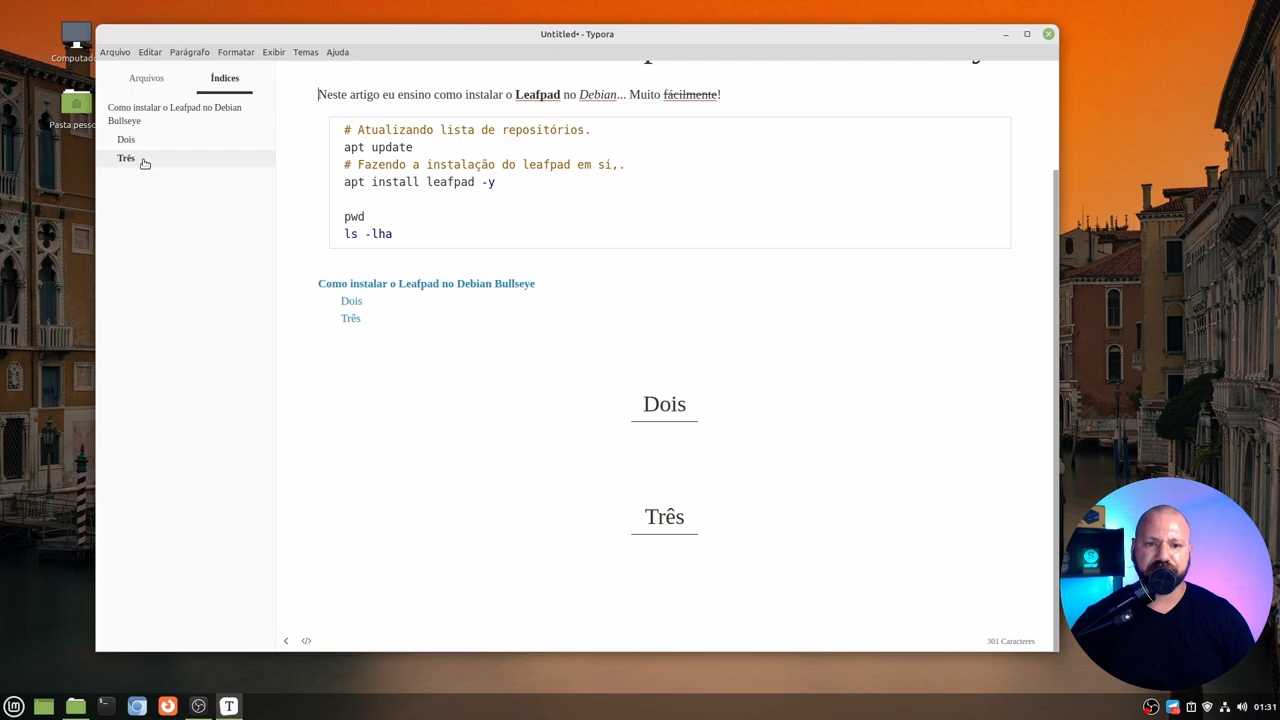 Computad
Pasta pesso
Untitled• - Typora
Arquivo Editar Parágrafo Formatar Exibir Temas Ajuda
Arquivos Índices
Como instalar o Leafpad no Debian
Bullseye
Dois
Três
Neste artigo eu ensino como instalar o Leafpad no Debian... Muito fácilmente!
# Atualizando lista de repositórios.
apt update
# Fazendo a instalação do leafpad em si,.
apt install leafpad -y
pwd
ls -lha
Como instalar o Leafpad no Debian Bullseye
Dois
Três
Dois
Três
301 Caracteres
01:31